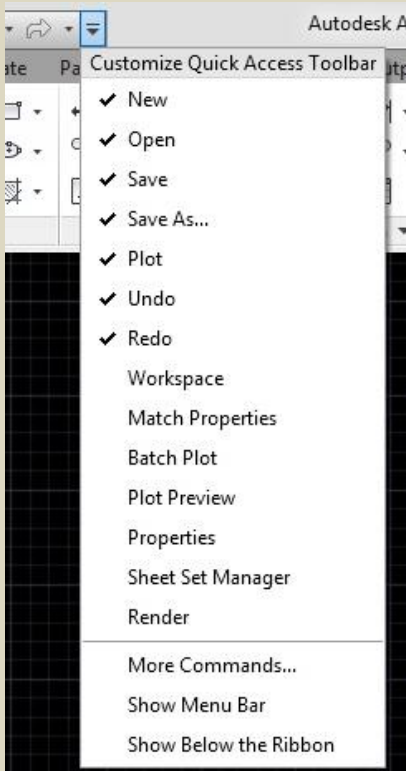 Autodesk A
Customize Quick Access Toolbar
New
Open
Save
Save As...
Plot
Undo
Redo
Workspace
Match Properties
Batch Plot
Plot Preview
Properties
Sheet Set Manager
Render
More Commands...
Show Menu Bar
Show Below the Ribbon